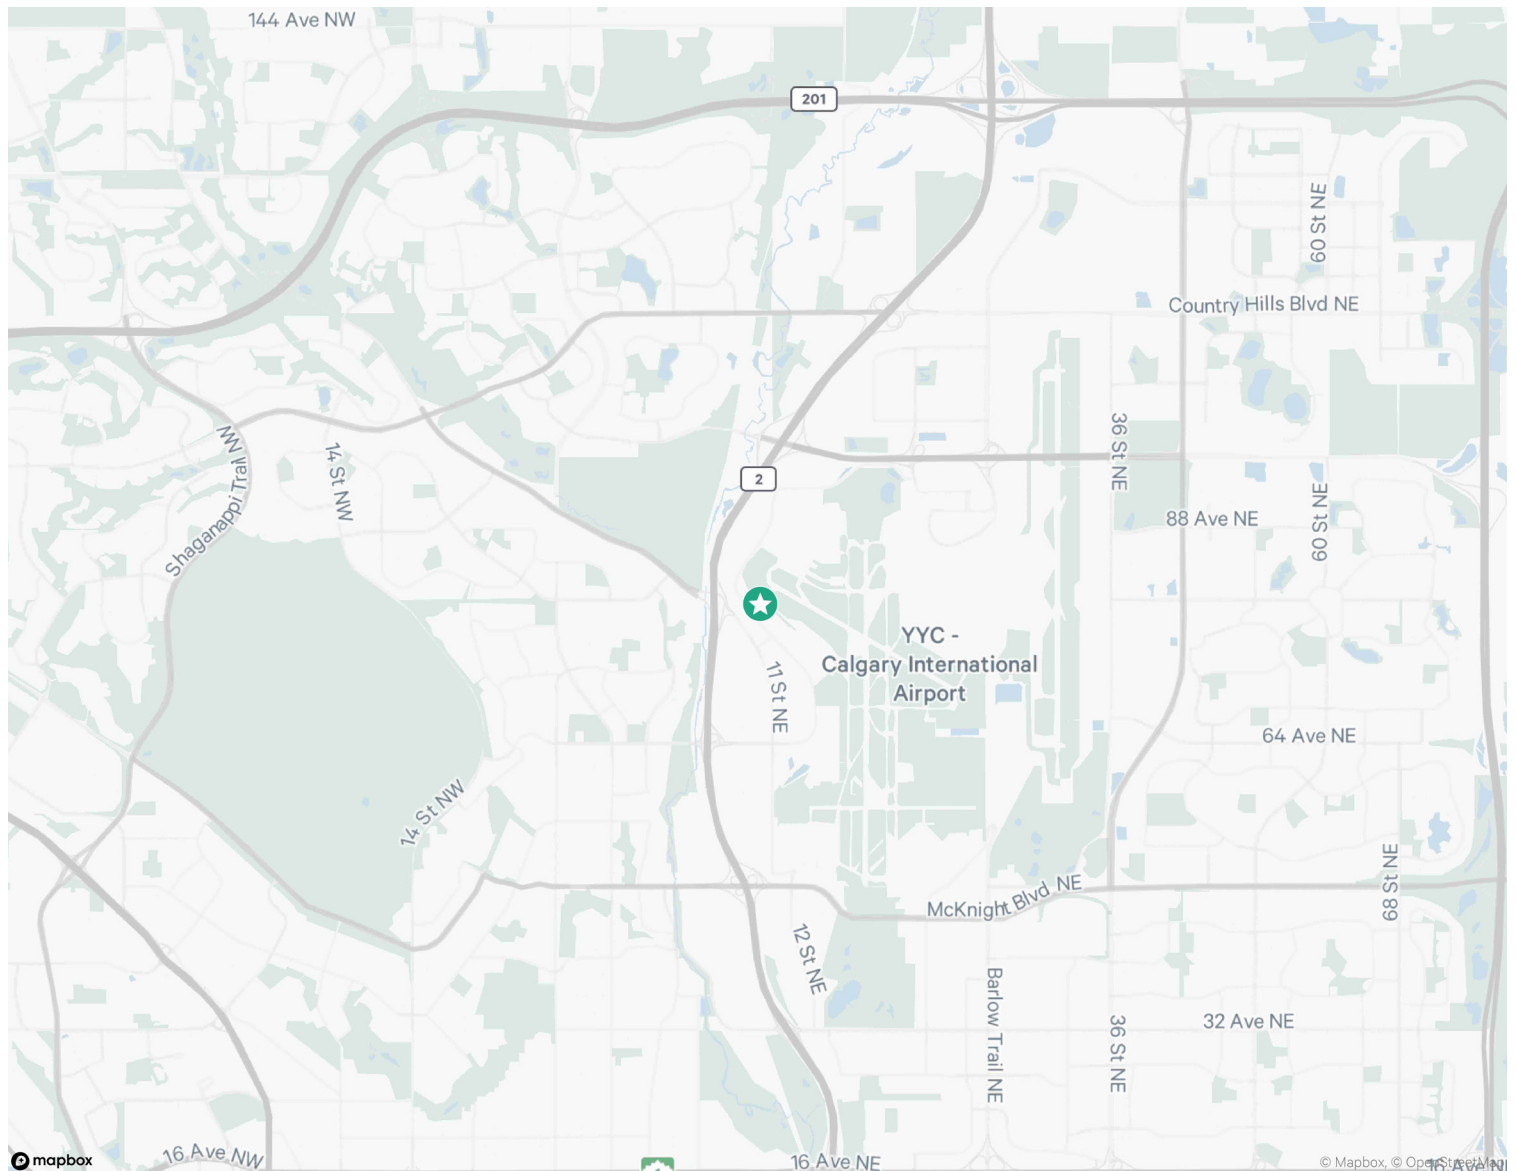 144 Ave NW
201
60 St NE
Country Hills Blvd NE
Shaganappi Trail NW
14 St NW
36 St NE
2
60 St NE
88 Ave NE
YYC -
Calgary International
Airport
11 St NE
64 Ave NE
14 St NW
68 St NE
McKnight Blvd NE
12 St NE
Barlow Trail NE
36 St NE
32 Ave NE
16 Ave NW
16 Ave NE
mapbox
© Mapbox, © OpenStreetMap